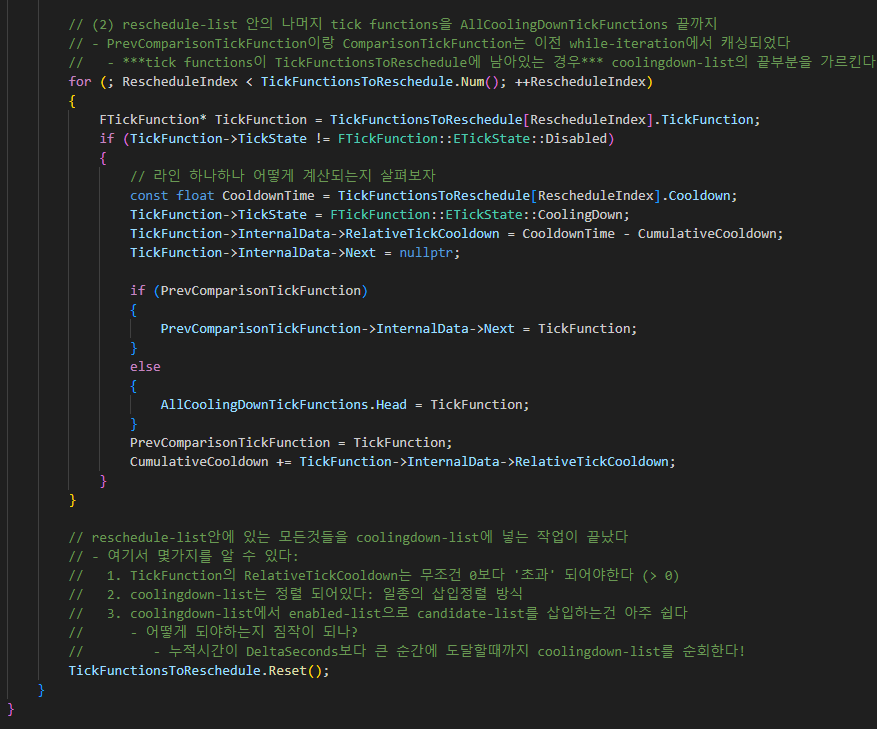 // (2) reschedule-list 안의 나머지 tick functions을 AllCoolingDownTickFunctions 끝까지
// - PrevComparisonTickFunction이랑 ComparisonTickFunction는 이전 while-iteration에서 캐싱되었다
//   - ***tick functions이 TickFunctionsToReschedule에 남아있는 경우*** coolingdown-list의 끝부분을 가르킨다
for (; RescheduleIndex < TickFunctionsToReschedule.Num(); ++RescheduleIndex)
{
    FTickFunction* TickFunction = TickFunctionsToReschedule[RescheduleIndex].TickFunction;
    if (TickFunction->TickState != FTickFunction::ETickState::Disabled)
    {
        // 라인 하나하나 어떻게 계산되는지 살펴보자
        const float CooldownTime = TickFunctionsToReschedule[RescheduleIndex].Cooldown;
        TickFunction->TickState = FTickFunction::ETickState::CoolingDown;
        TickFunction->InternalData->RelativeTickCooldown = CooldownTime - CumulativeCooldown;
        TickFunction->InternalData->Next = nullptr;

        if (PrevComparisonTickFunction)
        {
            PrevComparisonTickFunction->InternalData->Next = TickFunction;
        }
        else
        {
            AllCoolingDownTickFunctions.Head = TickFunction;
        }
        PrevComparisonTickFunction = TickFunction;
        CumulativeCooldown += TickFunction->InternalData->RelativeTickCooldown;
    }
}

// reschedule-list안에 있는 모든것들을 coolingdown-list에 넣는 작업이 끝났다
// - 여기서 몇가지를 알 수 있다:
//   1. TickFunction의 RelativeTickCooldown는 무조건 0보다 '초과' 되어야한다 (> 0)
//   2. coolingdown-list는 정렬 되어있다: 일종의 삽입정렬 방식
//   3. coolingdown-list에서 enabled-list으로 candidate-list를 삽입하는건 아주 쉽다
//      - 어떻게 되야하는지 짐작이 되나?
//         - 누적시간이 DeltaSeconds보다 큰 순간에 도달할때까지 coolingdown-list를 순회한다!
TickFunctionsToReschedule.Reset();
}
}